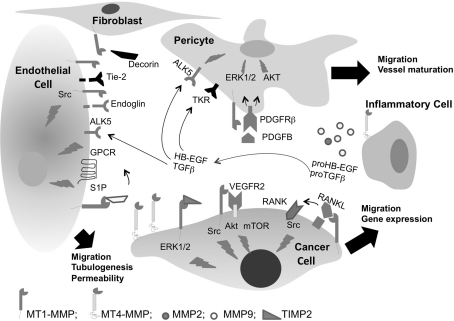 Fibroblast
Pericyte
Decorin
Endothelial
Cell
Tie-2
Src
Endoglin
ALK5
GPCR
S1P
ALK5
TKR
ERK1/2
AKT
PDGFRβ
PDGFB
Migration
Vessel maturation
Inflammatory Cell
HB-EGF
TGFβ
proHB-EGF
proTGFβ
VEGFR2
RANK
RANKL
Migration
Gene expression
ERK1/2
Src
Akt
mTOR
Src
Cancer
Cell
Migration
Tubulogenesis
Permeability
MT1-MMP;
MT4-MMP;
MMP2;
MMP9;
TIMP2